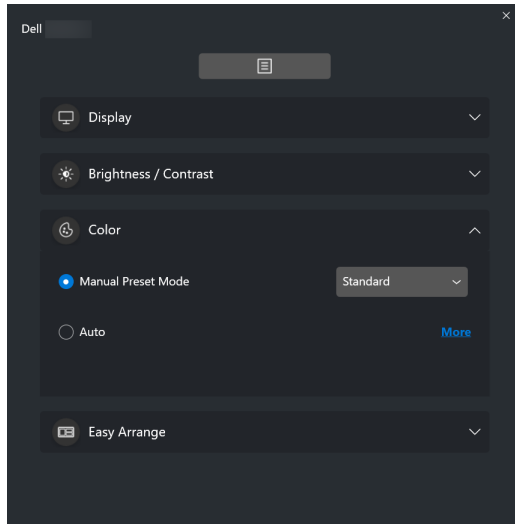 Dell
Display
Brightness / Contrast
Color
Manual Preset Mode Standard
Auto More
Easy Arrange